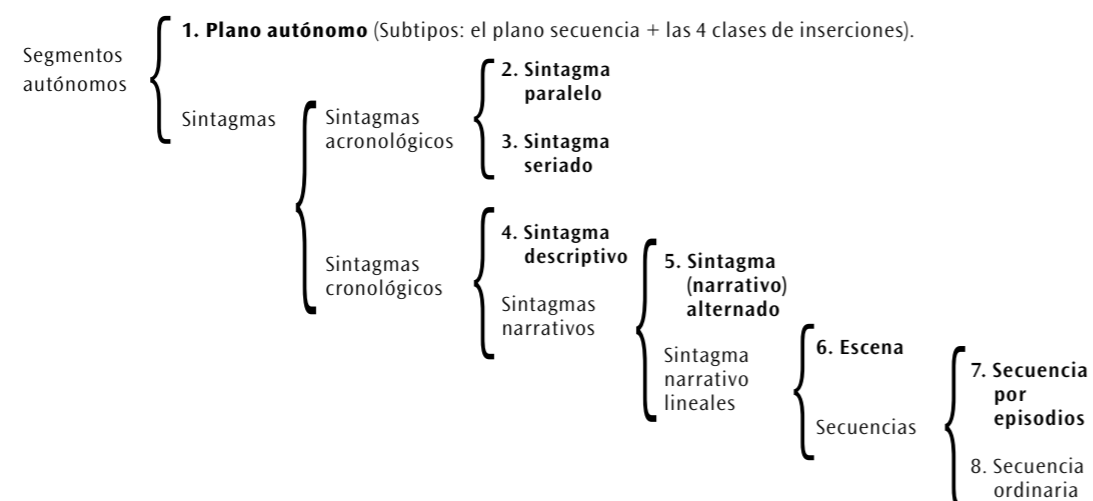 1. Plano autónomo (Subtipos: el plano secuencia + las 4 clases de inserciones).
Segmentos
autónomos
Sintagmas
Sintagmas
acronológicos
2. Sintagma
paralelo
3. Sintagma
seriado
Sintagmas
cronológicos
4. Sintagma
descriptivo
Sintagmas
narrativos
5. Sintagma
(narrativo)
alternado
Sintagma
narrativo
lineales
6. Escena
Secuencias
7. Secuencia
por
episodios
8. Secuencia
ordinaria